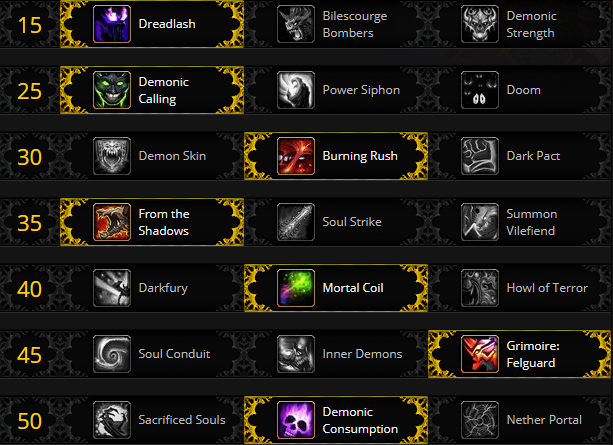 15 Dreadlash Bilescourge Bombers Demonic Strength
25 Demonic Calling Power Siphon Doom
30 Demon Skin Burning Rush Dark Pact
35 From the Shadows Soul Strike Summon Vilefiend
40 Darkfury Mortal Coil Howl of Terror
45 Soul Conduit Inner Demons Grimoire: Felguard
50 Sacrificed Souls Demonic Consumption Nether Portal